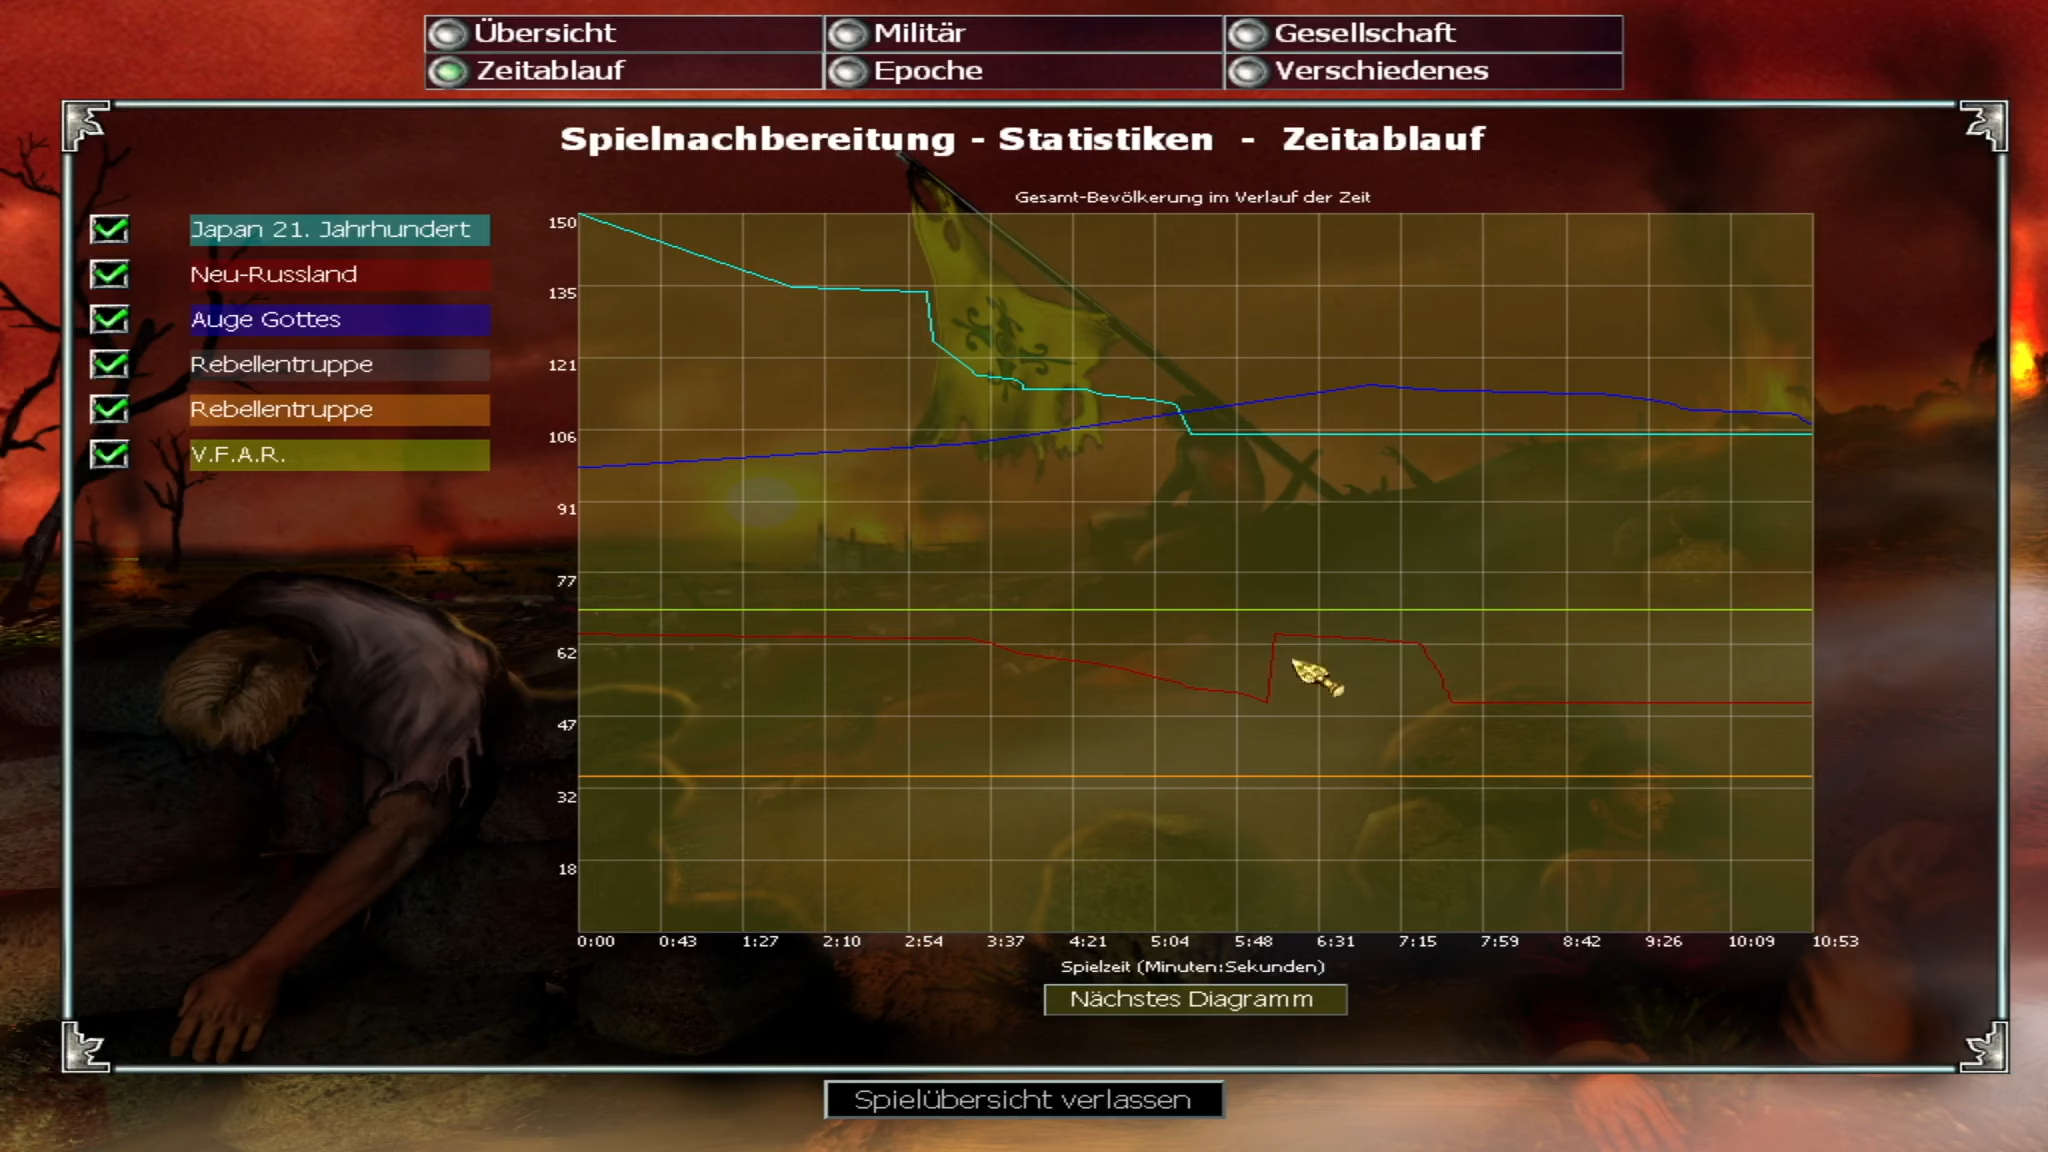 Übersicht
Militär
Gesellschaft
Zeitablauf
Epoche
Verschiedenes
Spielnachbereitung - Statistiken - Zeitablauf
Japan 21. Jahrhundert
Neu-Russland
Auge Gottes
Rebellentruppe
Rebellentruppe
V.F.A.R.
Gesamt-Bevölkerung im Verlauf der Zeit
150
135
121
106
91
77
62
47
32
18
0:00 0:43 1:27 2:10 2:54 3:37 4:21 5:04 5:48 6:31 7:15 7:59 8:42 9:26 10:09 10:53
Spielzeit (Minuten:Sekunden)
Nächstes Diagramm
Spielübersicht verlassen